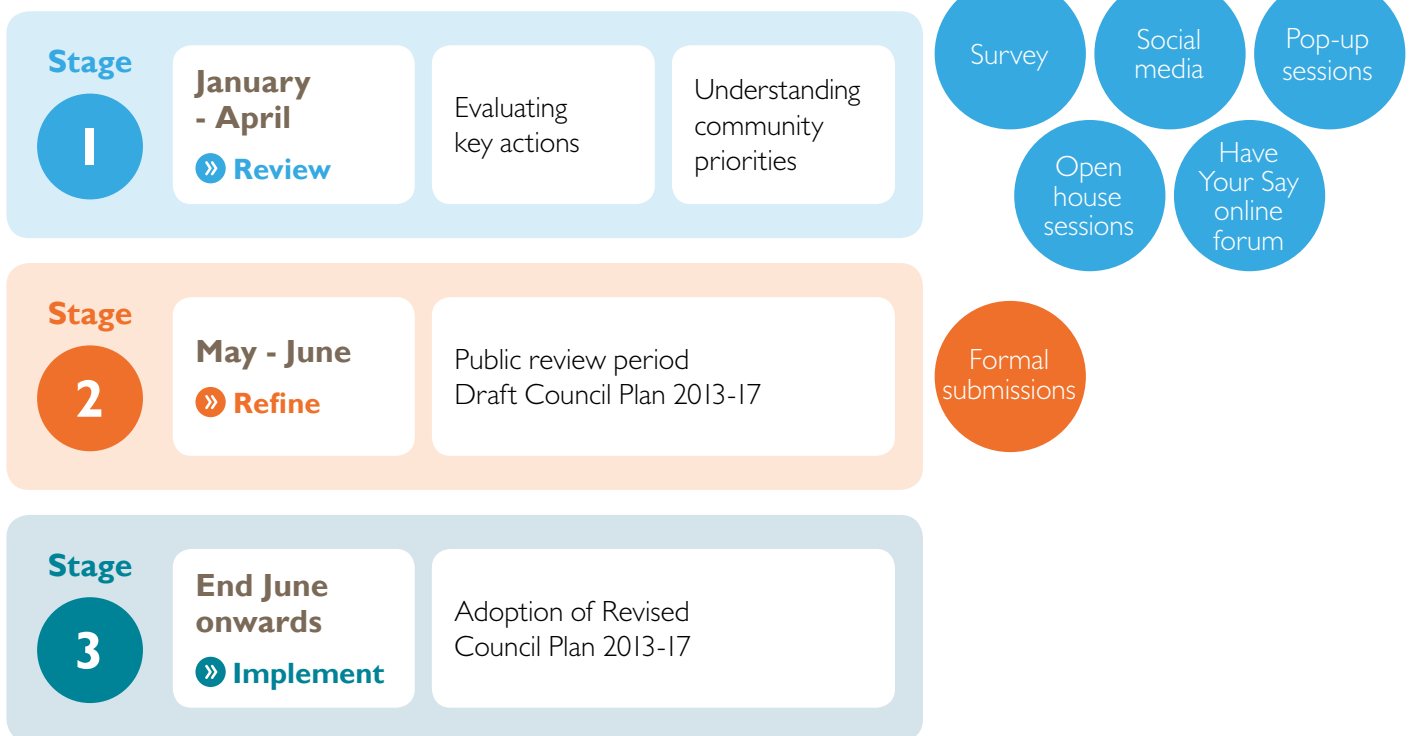 Stage
1
January
- April
» Review
Evaluating
key actions
Understanding
community
priorities
Survey
Social
media
Pop-up
sessions
Open
house
sessions
Have
Your Say
online
forum
Stage
2
May - June
» Refine
Public review period
Draft Council Plan 2013-17
Formal
submissions
Stage
3
End June
onwards
» Implement
Adoption of Revised
Council Plan 2013-17